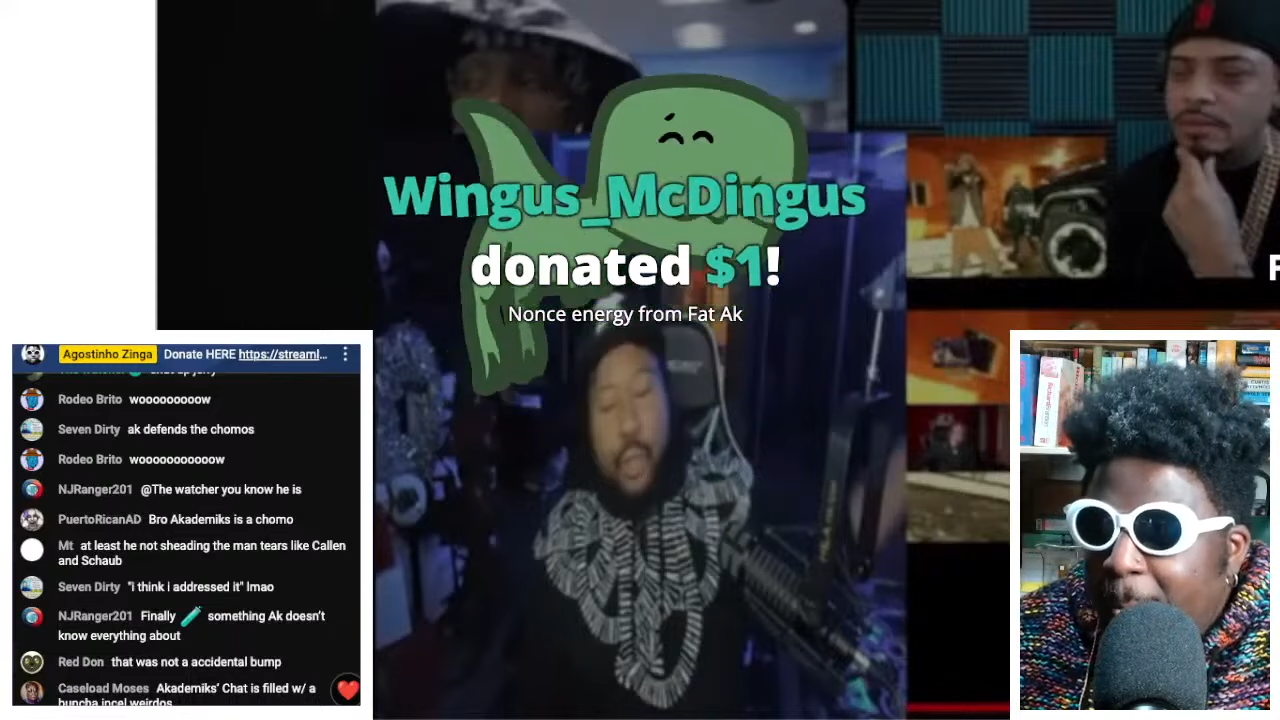 Wingus_McDingus
donated $1!
Nonce energy from Fat Ak
Agostinho Zinga Donate HERE https://streaml...
Rodeo Brito wooooooooow
Seven Dirty ak defends the chomos
Rodeo Brito woooooooooow
NJRanger201 @The watcher you know he is
PuertoRicanAD Bro Akademiks is a chomo
Mt at least he not sheading the man tears like Callen
and Schaub
Seven Dirty "i think i addressed it" lmao
NJRanger201 Finally something Ak doesn't
know everything about
Red Don that was not a accidental bump
Caseload Moses Akademiks' Chat is filled w/ a
buncha incel weirdos